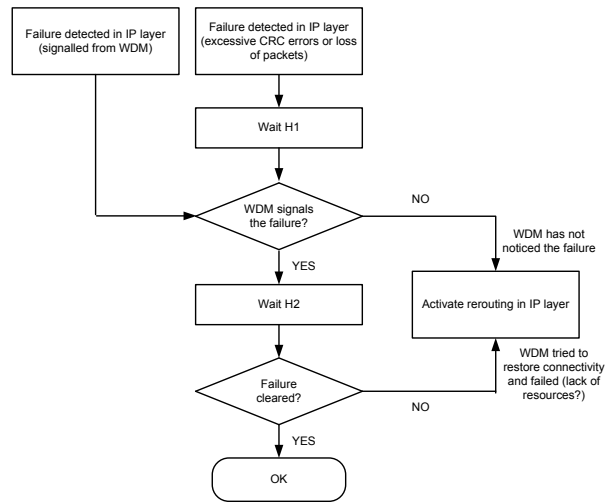 Failure detected in IP layer
(signalled from WDM)
Failure detected in IP layer
(excessive CRC errors or loss
of packets)
Wait H1
WDM signals
the failure?
NO
WDM has not
noticed the failure
YES
Wait H2
Activate rerouting in IP layer
WDM tried to
restore connectivity
and failed (lack of
resources?)
Failure
cleared?
NO
YES
OK